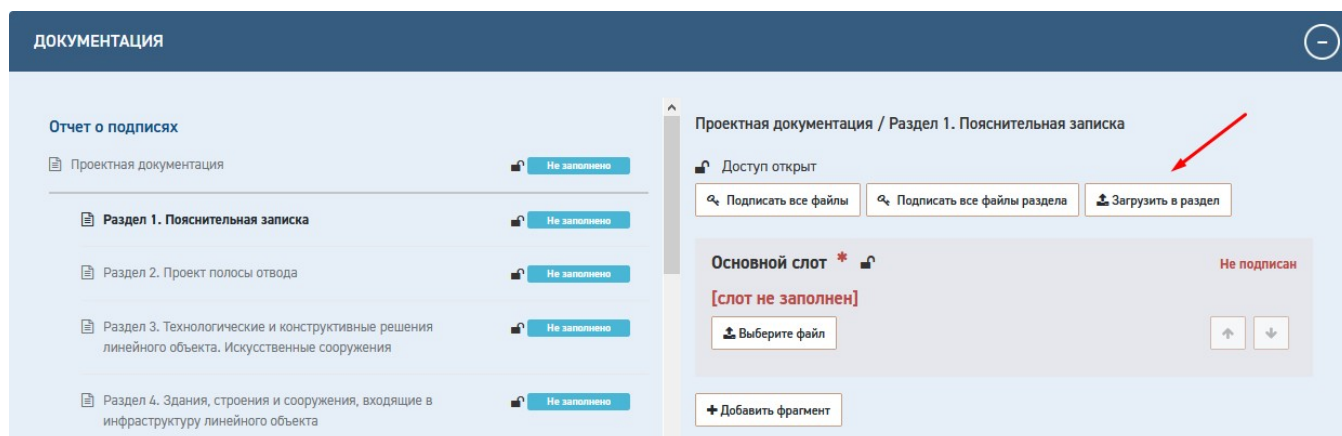 ДОКУМЕНТАЦИЯ
Отчет о подписях
Проектная документация
Не заполнено
Раздел 1. Пояснительная записка
Не заполнено
Раздел 2. Проект полосы отвода
Не заполнено
Раздел 3. Технологические и конструктивные решения
линейного объекта. Искусственные сооружения
Не заполнено
Раздел 4. Здания, строения и сооружения, входящие в
инфраструктуру линейного объекта
Не заполнено
Проектная документация / Раздел 1. Пояснительная записка
Доступ открыт
Подписать все файлы
Подписать все файлы раздела
Загрузить в раздел
Основной слот *
Не подписан
[слот не заполнен]
Выберите файл
+ Добавить фрагмент